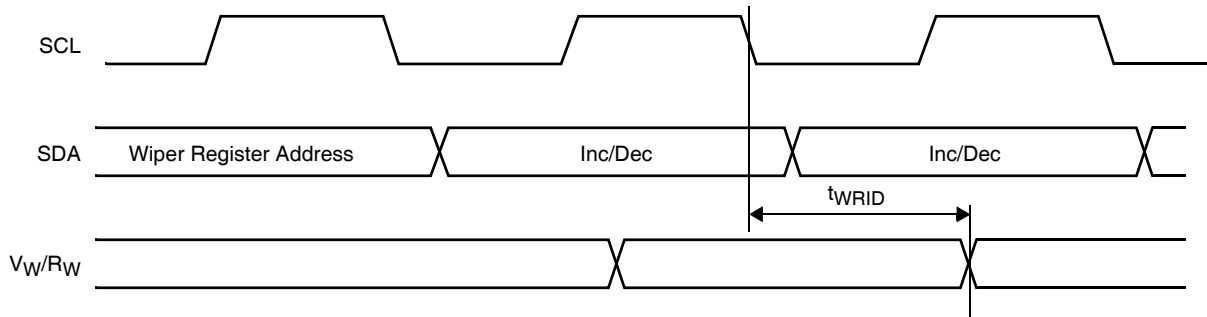 SCL
SDA
Wiper Register Address
Inc/Dec
Inc/Dec
tWRID
VW/RW